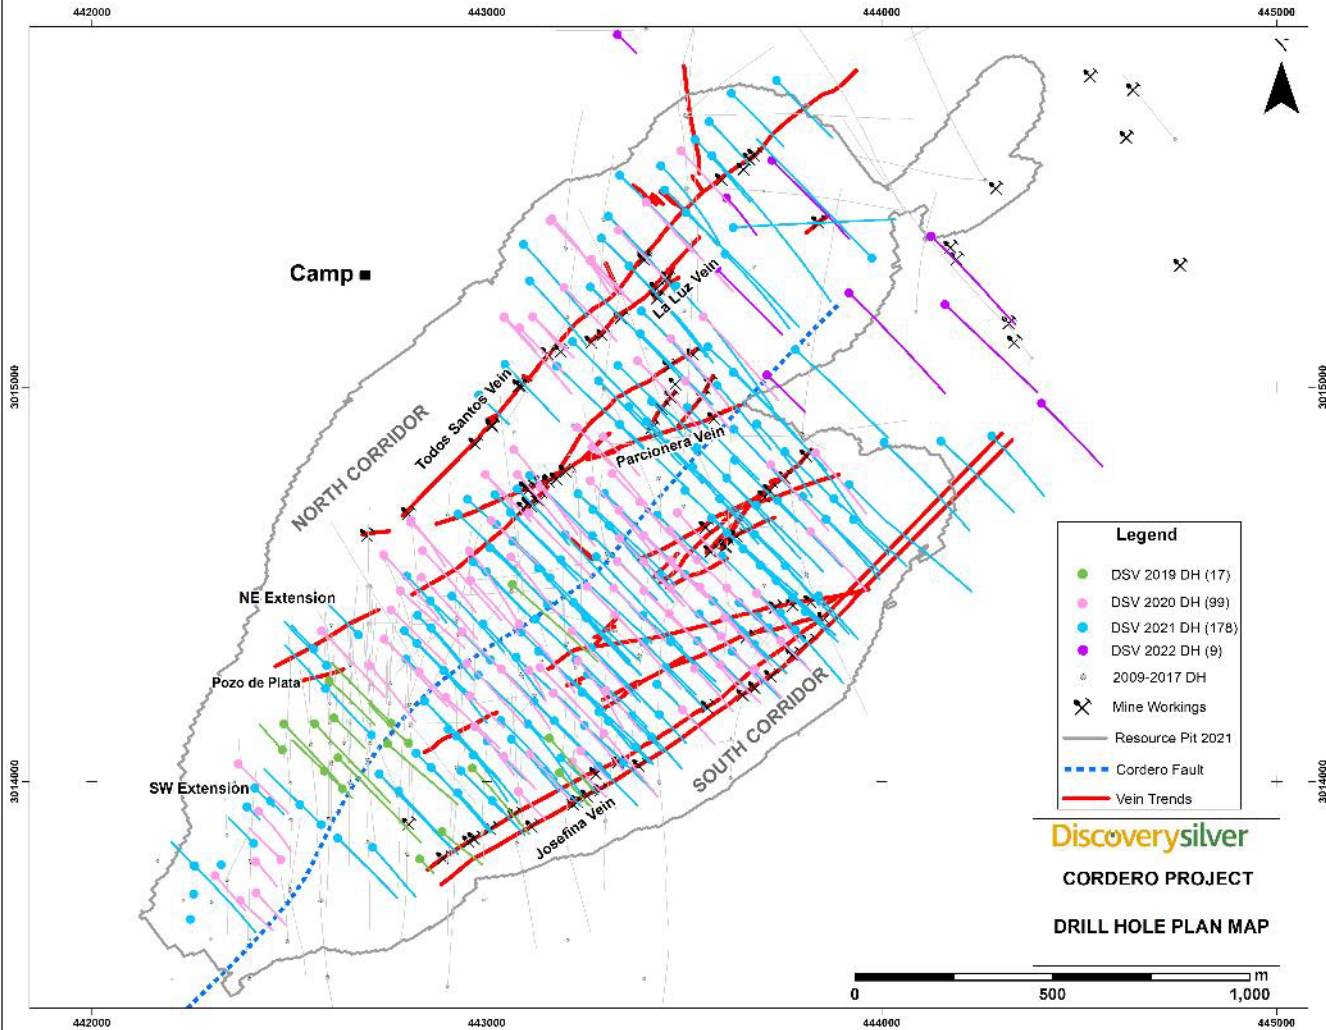 442000
443000
444000
445000
3015000
3015000
Camp
La Luz Vein
Todos Santos Vein
NORTH CORRIDOR
Parcionera Vein
NE Extension
Pozo de Plata
SW Extension
SOUTH CORRIDOR
Josefina Vein
3014000
3014000
Legend
DSV 2019 DH (17)
DSV 2020 DH (99)
DSV 2021 DH (178)
DSV 2022 DH (9)
2009-2017 DH
Mine Workings
Resource Pit 2021
Cordero Fault
Vein Trends
Discoverysilver
CORDERO PROJECT
DRILL HOLE PLAN MAP
m
0
500
1,000
442000
443000
444000
445000